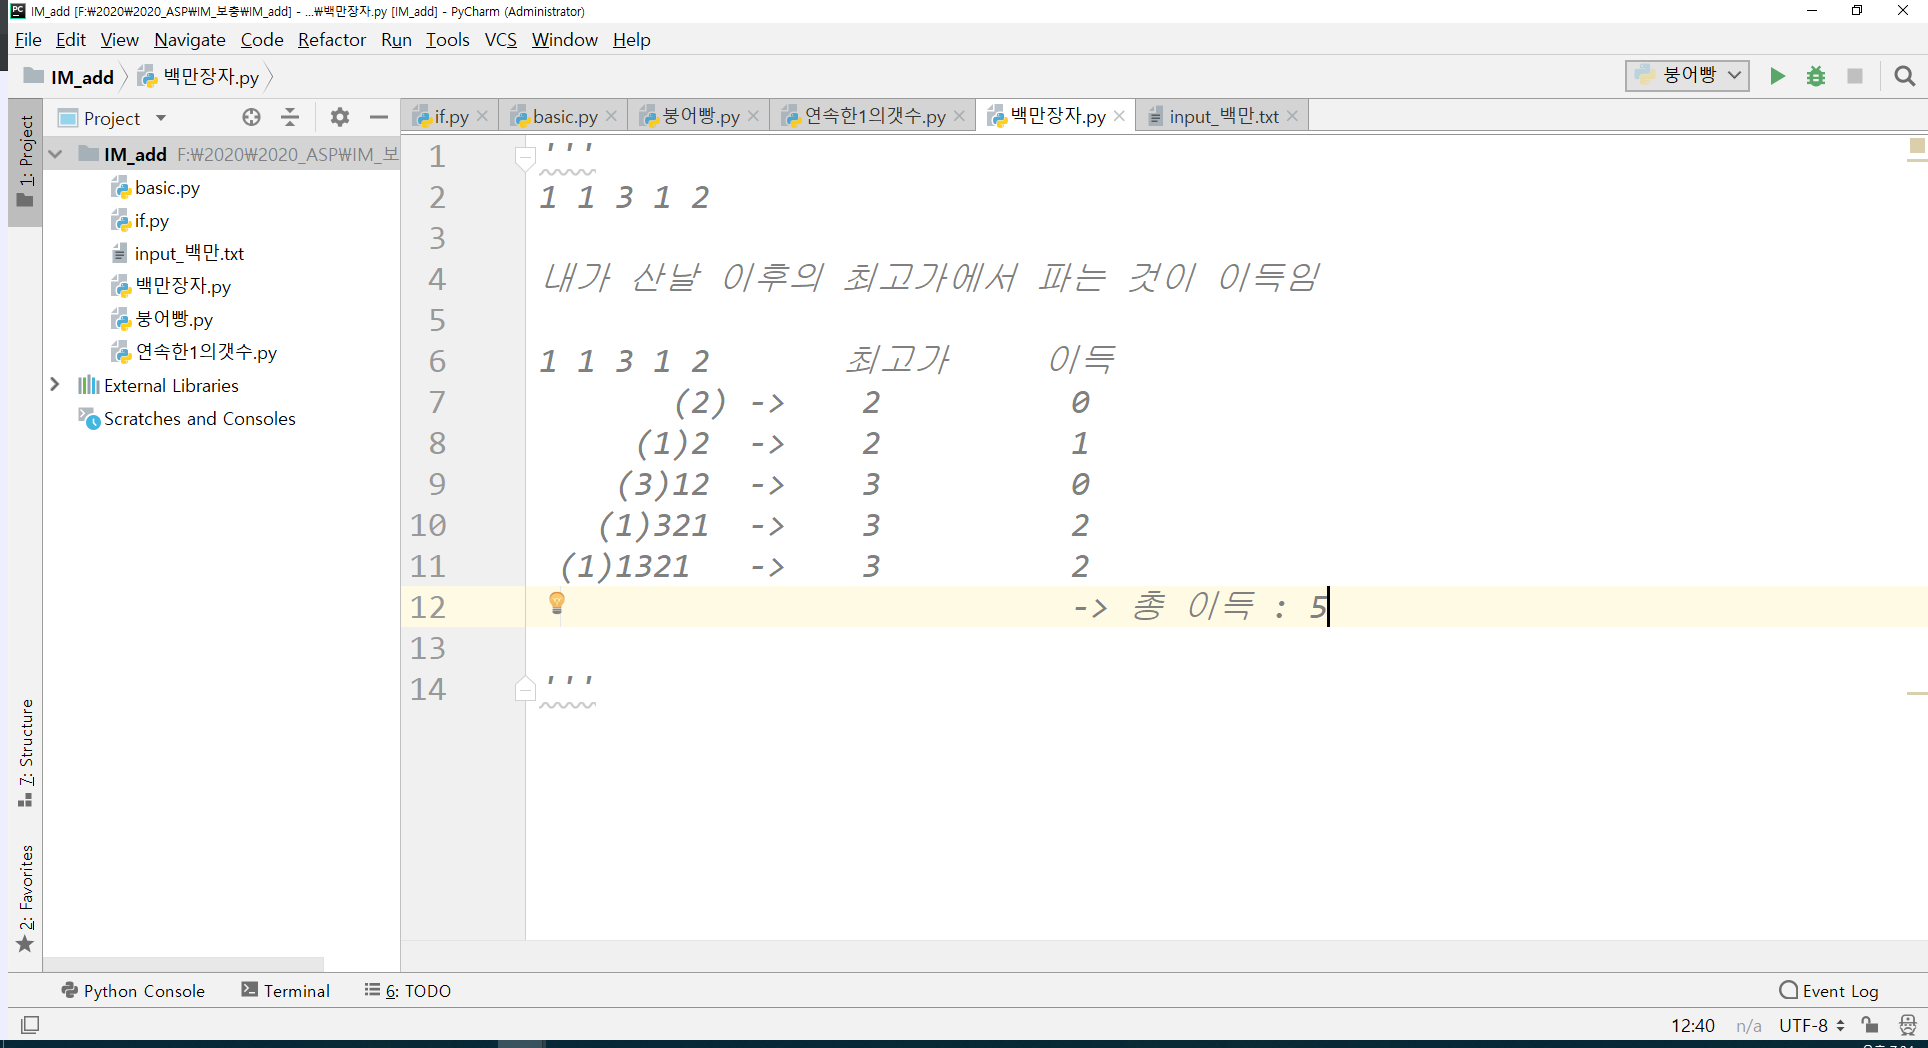 IM_add [F:₩2020₩2020_ASP₩IM_보충₩IM_add] - ...₩백만장자.py [IM_add] - PyCharm (Administrator)
File Edit View Navigate Code Refactor Run Tools VCS Window Help
IM_add 백만장자.py 붕어빵
Project if.py basic.py 붕어빵.py 연속한1의갯수.py 백만장자.py input_백만.txt
1: Project
IM_add F:₩2020₩2020_ASP₩IM_보
basic.py
if.py
input_백만.txt
백만장자.py
붕어빵.py
연속한1의갯수.py
External Libraries
Scratches and Consoles
7: Structure
2: Favorites
1 '''
2 1 1 3 1 2
3
4 내가 산날 이후의 최고가에서 파는 것이 이득임
5
6 1 1 3 1 2 최고가 이득
7 (2) -> 2 0
8 (1)2 -> 2 1
9 (3)12 -> 3 0
10 (1)321 -> 3 2
11 (1)1321 -> 3 2
12 -> 총 이득 : 5
13
14 '''
Python Console Terminal 6: TODO Event Log
12:40 n/a UTF-8